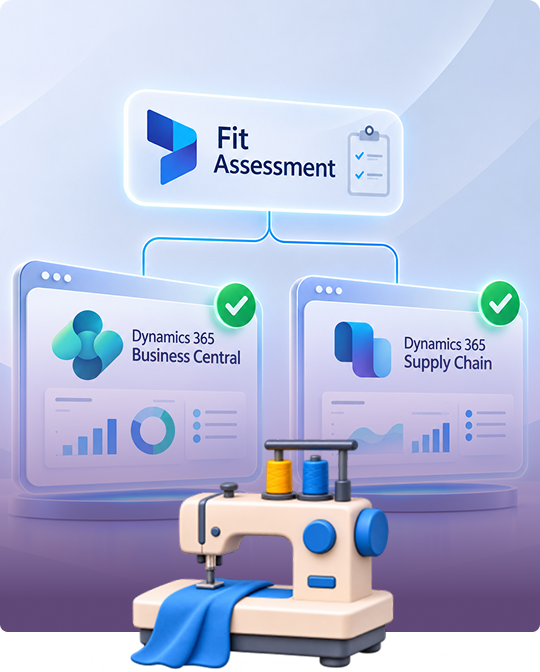 Fit
Assessment
Dynamics 365
Business Central
Dynamics 365
Supply Chain